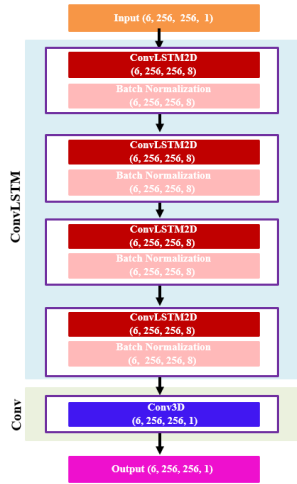 Input (6, 256, 256, 1)
ConvLSTM
ConvLSTM2D
(6, 256, 256, 8)
Batch Normalization
(6, 256, 256, 8)
ConvLSTM2D
(6, 256, 256, 8)
Batch Normalization
(6, 256, 256, 8)
ConvLSTM2D
(6, 256, 256, 8)
Batch Normalization
(6, 256, 256, 8)
ConvLSTM2D
(6, 256, 256, 8)
Batch Normalization
(6, 256, 256, 8)
Conv
Conv3D
(6, 256, 256, 1)
Output (6, 256, 256, 1)